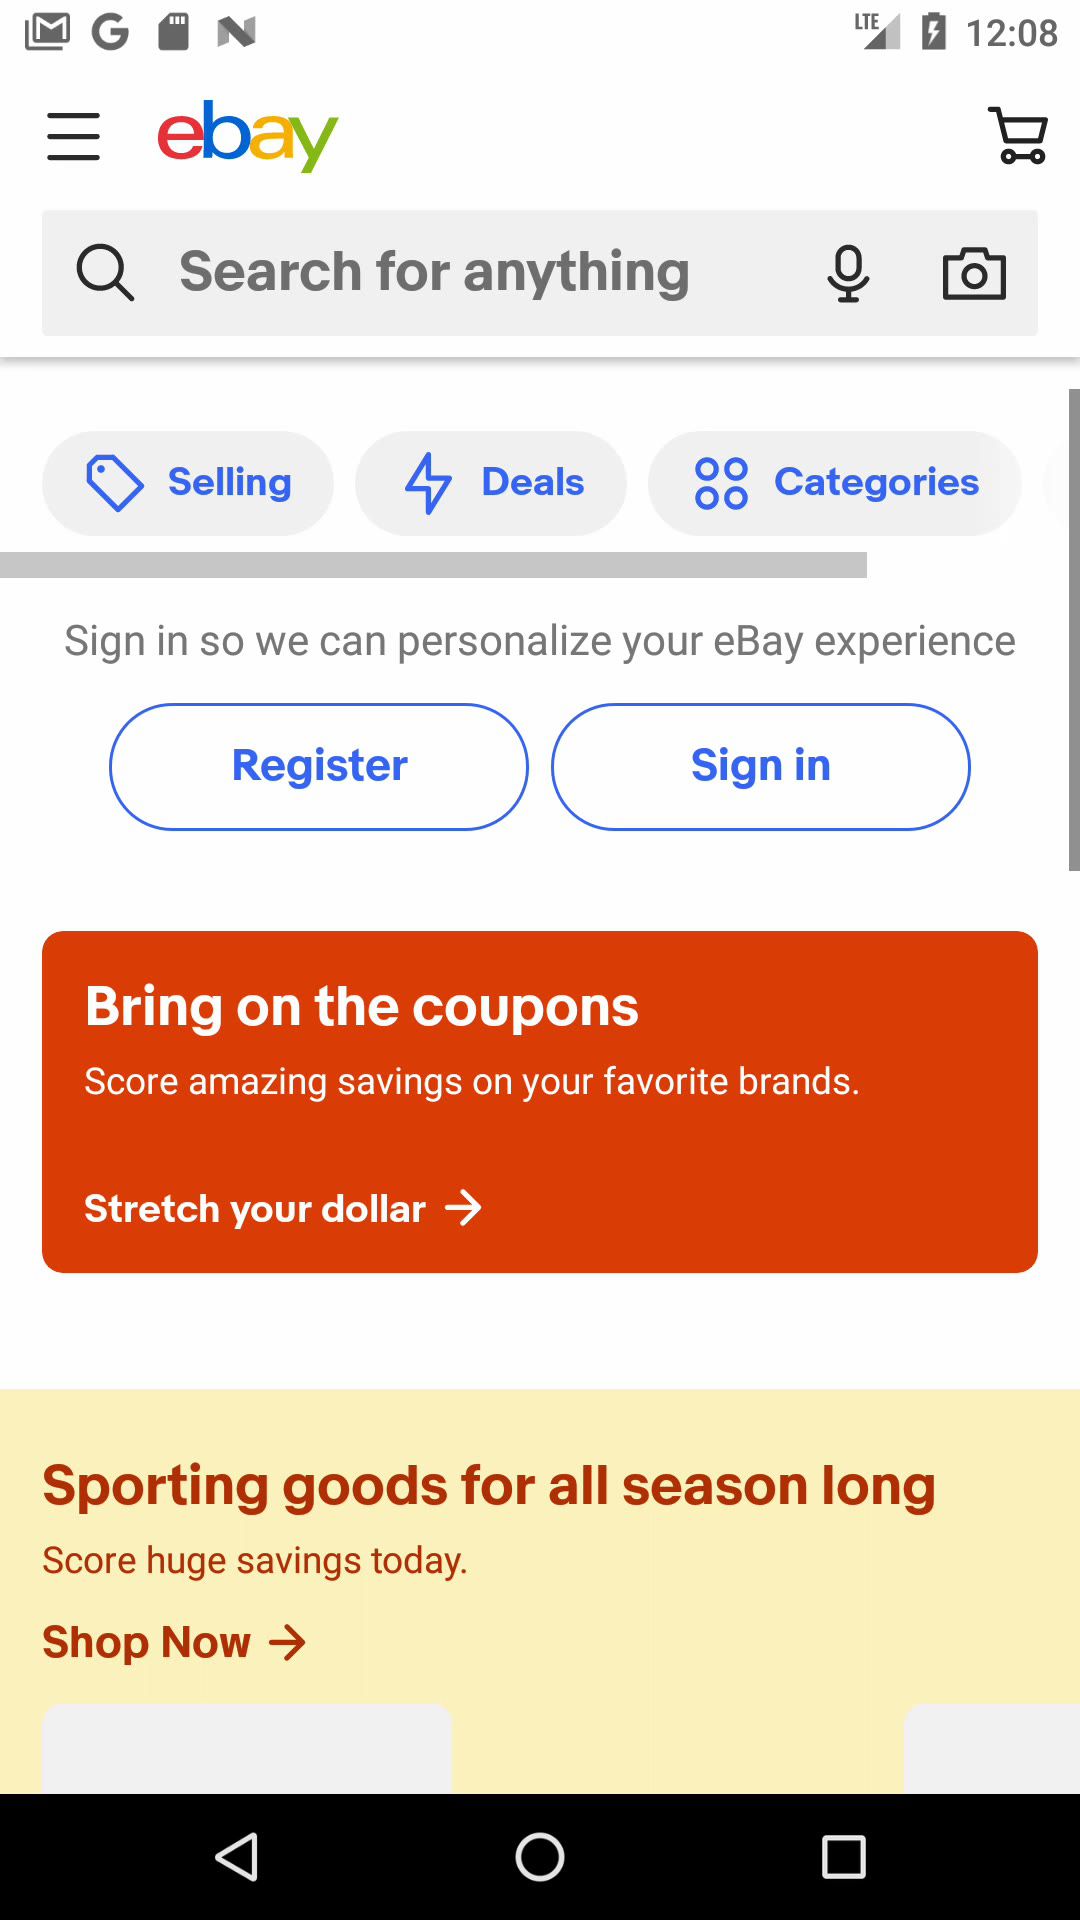 LTE 12:08
ebay
Search for anything
Selling Deals Categories
Sign in so we can personalize your eBay experience
Register Sign in
Bring on the coupons
Score amazing savings on your favorite brands.
Stretch your dollar
Sporting goods for all season long
Score huge savings today.
Shop Now